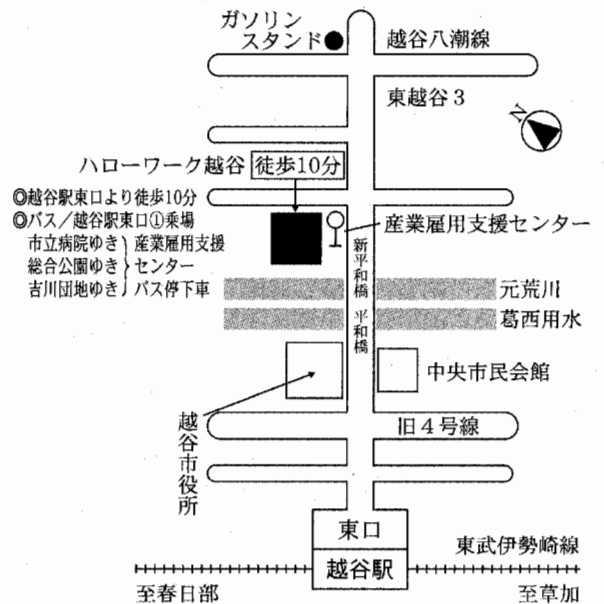 ガソリン
スタンド
越谷八潮線
東越谷3
N
ハローワーク越谷 徒歩10分
◎越谷駅東口より徒歩10分
◎バス/越谷駅東口①乗場
市立病院ゆき
総合公園ゆき
吉川団地ゆき
産業雇用支援
センター
バス停下車
産業雇用支援センター
新平和橋
元荒川
平和橋
葛西用水
中央市民会館
越谷市役所
旧4号線
東口
越谷駅
東武伊勢崎線
至春日部
至草加